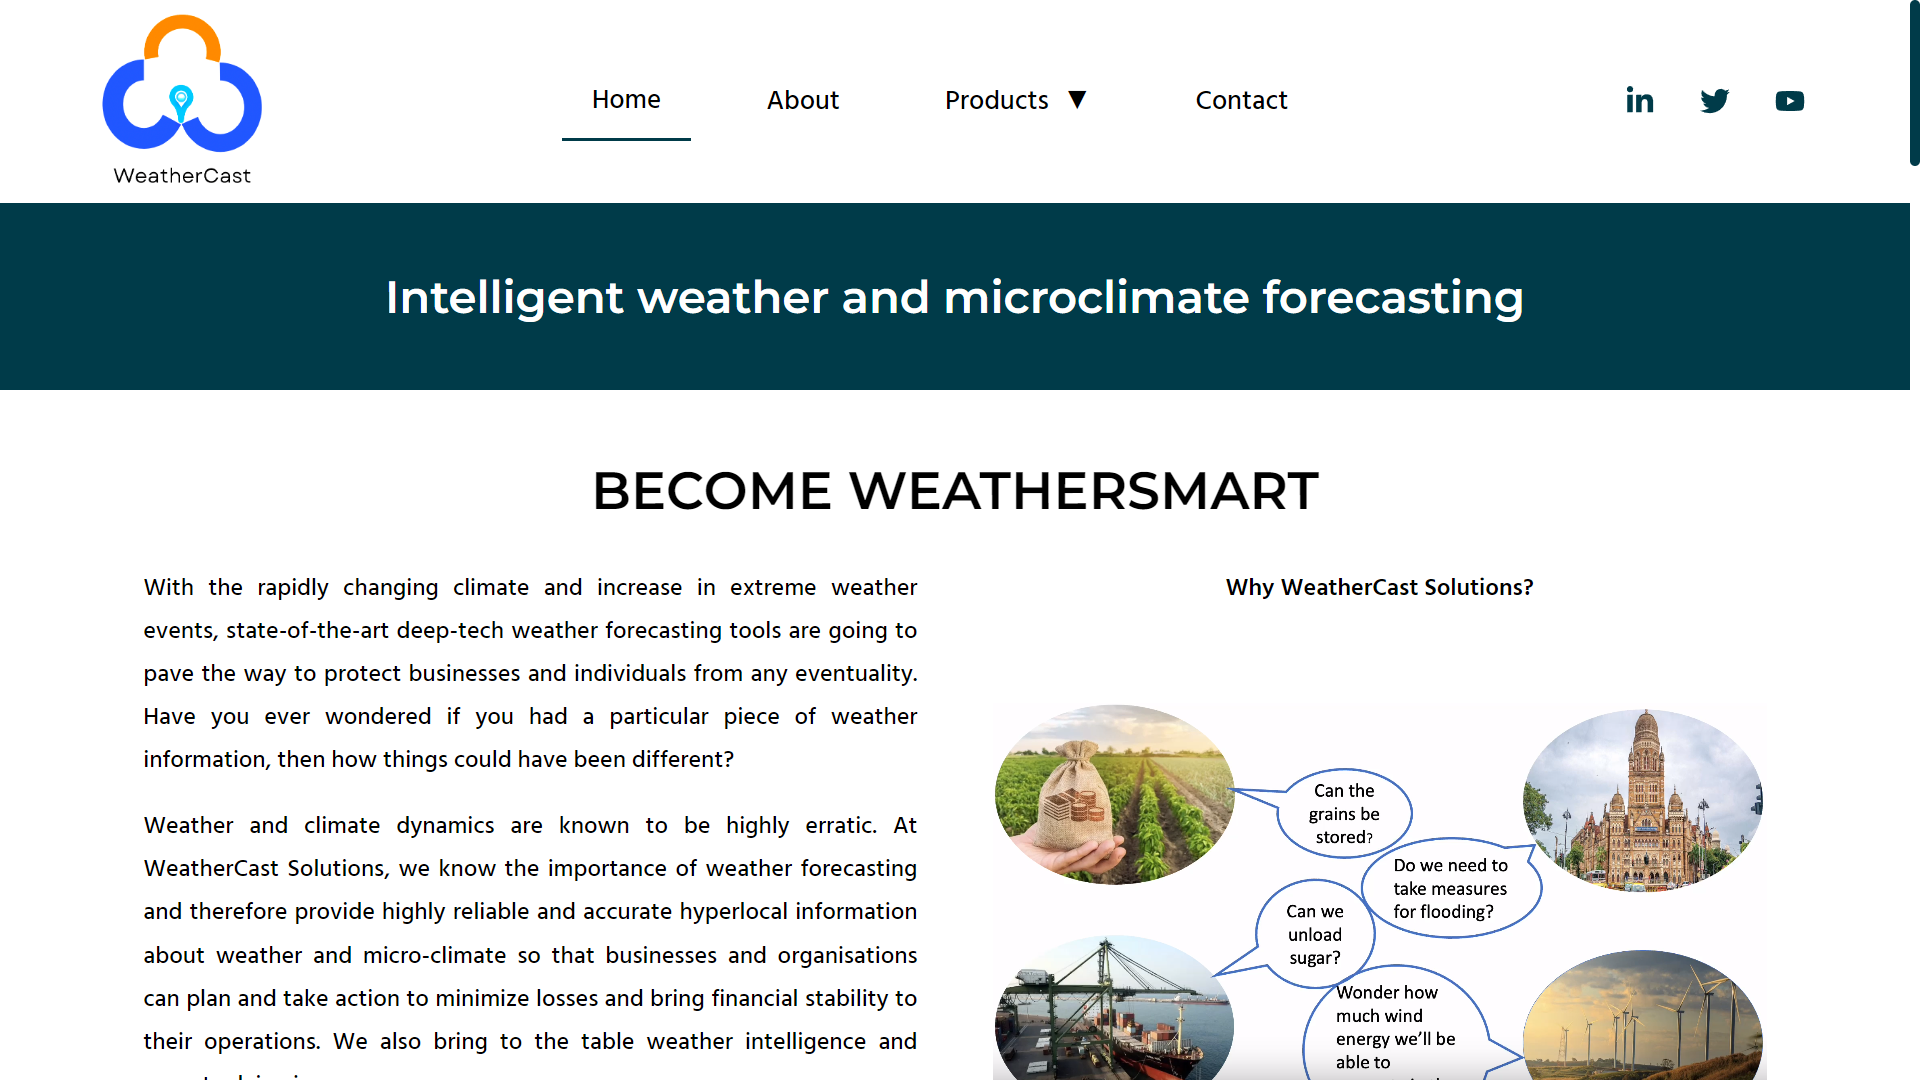 WeatherCast
Home
About
Products ▼
Contact
Intelligent weather and microclimate forecasting
BECOME WEATHERSMART
With the rapidly changing climate and increase in extreme weather
events, state-of-the-art deep-tech weather forecasting tools are going to
pave the way to protect businesses and individuals from any eventuality.
Have you ever wondered if you had a particular piece of weather
information, then how things could have been different?
Weather and climate dynamics are known to be highly erratic. At
WeatherCast Solutions, we know the importance of weather forecasting
and therefore provide highly reliable and accurate hyperlocal information
about weather and micro-climate so that businesses and organisations
can plan and take action to minimize losses and bring financial stability to
their operations. We also bring to the table weather intelligence and
Why WeatherCast Solutions?
Can the
grains be
stored?
Do we need to
take measures
for flooding?
Can we
unload
sugar?
Wonder how
much wind
energy we'll be
able to